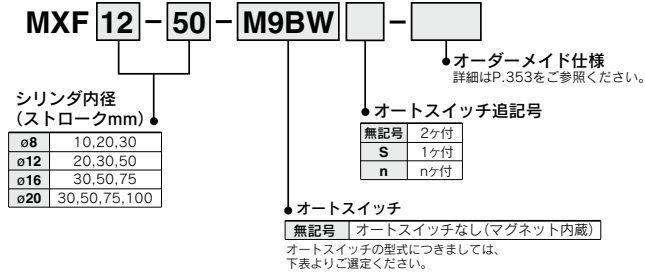 MXF 12 − 50 − M9BW −
オーダーメイド仕様
詳細はP.353をご参照ください。
シリンダ内径
(ストロークmm)
ø8 10,20,30
ø12 20,30,50
ø16 30,50,75
ø20 30,50,75,100
オートスイッチ追記号
無記号 2ヶ付
S 1ヶ付
n nヶ付
オートスイッチ
無記号 オートスイッチなし(マグネット内蔵)
オートスイッチの型式につきましては、
下表よりご選定ください。